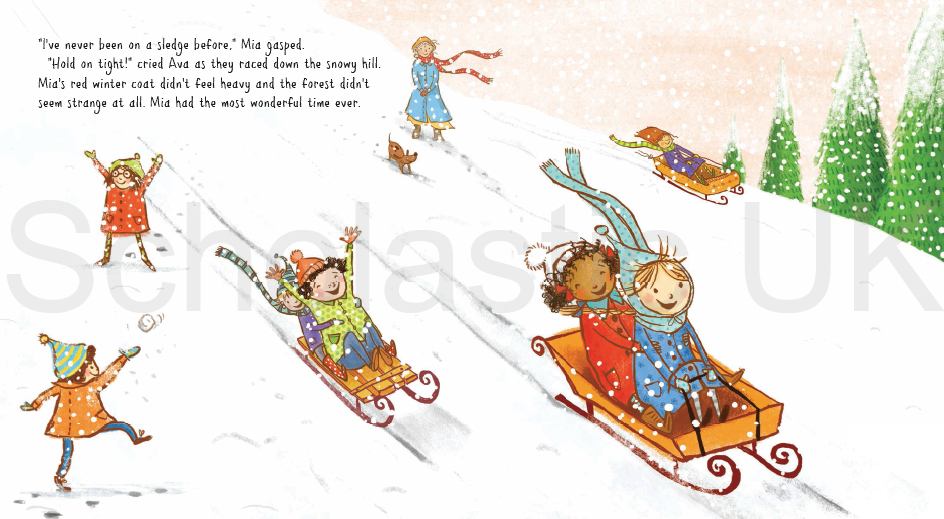 "I've never been on a sledge before," Mia gasped.
"Hold on tight!" cried Ava as they raced down the snowy hill.
Mia's red winter coat didn't feel heavy and the forest didn't
seem strange at all. Mia had the most wonderful time ever.
Scholastic UK